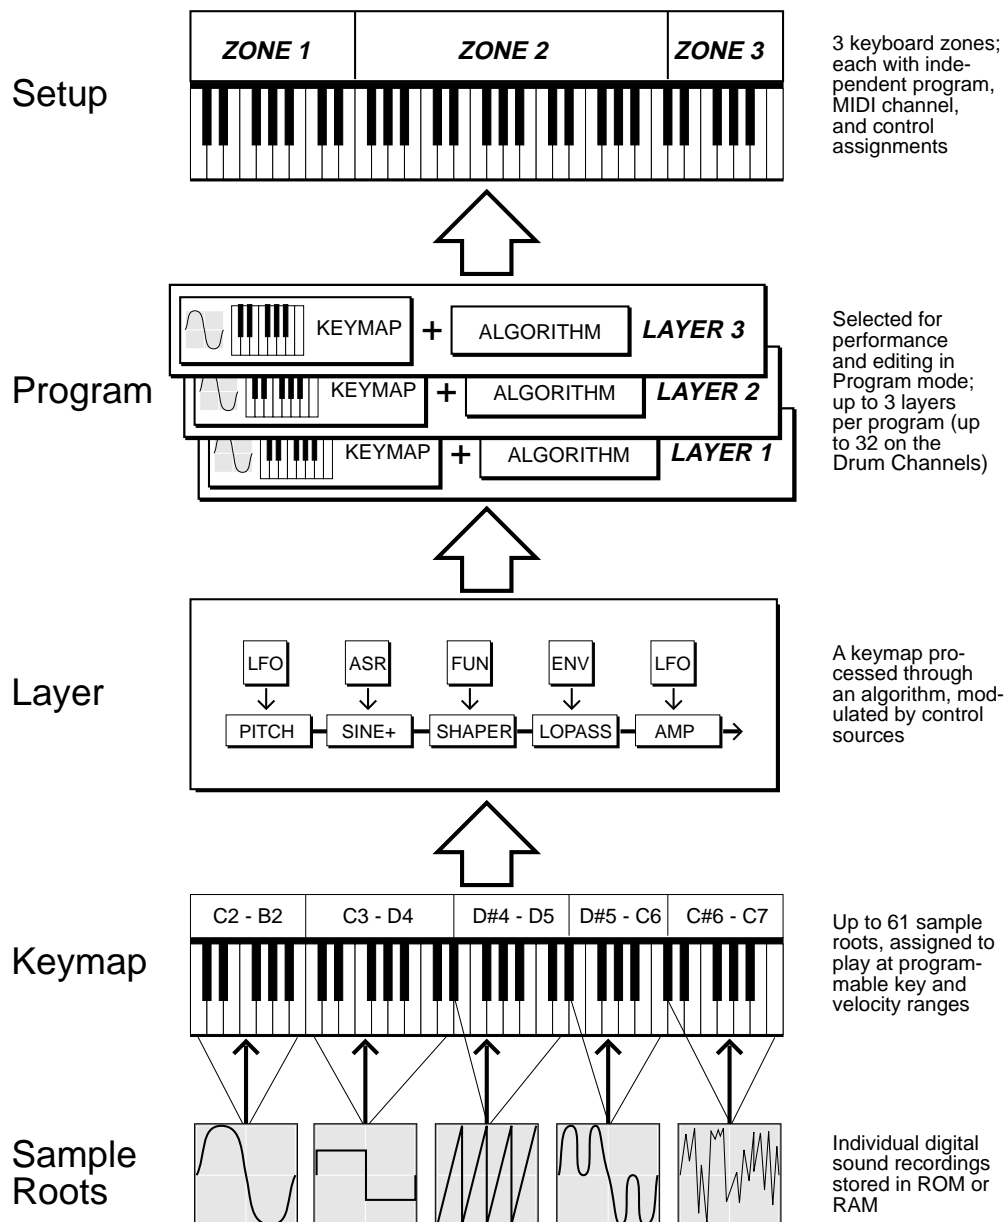 ZONE 1
ZONE 2
ZONE 3
Setup
3 keyboard zones;
each with inde-
pendent program,
MIDI channel,
and control
assignments
KEYMAP + ALGORITHM LAYER 3
KEYMAP + ALGORITHM LAYER 2
KEYMAP + ALGORITHM LAYER 1
Program
Selected for
performance
and editing in
Program mode;
up to 3 layers
per program (up
to 32 on the
Drum Channels)
Layer
LFO ASR FUN ENV LFO
PITCH SINE+ SHAPER LOPASS AMP
A keymap pro-
cessed through
an algorithm, mod-
ulated by control
sources
C2 - B2 C3 - D4 D#4 - D5 D#5 - C6 C#6 - C7
Keymap
Up to 61 sample
roots, assigned to
play at program-
mable key and
velocity ranges
Sample
Roots
Individual digital
sound recordings
stored in ROM or
RAM